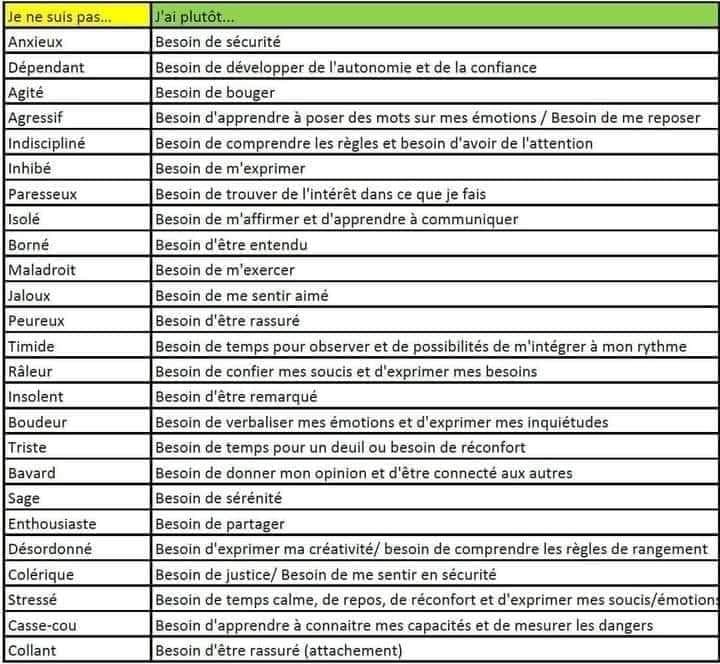 Je ne suis pas... J'ai plutôt...
Anxieux Besoin de sécurité
Dépendant Besoin de développer de l'autonomie et de la confiance
Agité Besoin de bouger
Agressif Besoin d'apprendre à poser des mots sur mes émotions / Besoin de me reposer
Indiscipliné Besoin de comprendre les règles et besoin d'avoir de l'attention
Inhibé Besoin de m'exprimer
Paresseux Besoin de trouver de l'intérêt dans ce que je fais
Isolé Besoin de m'affirmer et d'apprendre à communiquer
Borné Besoin d'être entendu
Maladroit Besoin de m'exercer
Jaloux Besoin de me sentir aimé
Peureux Besoin d'être rassuré
Timide Besoin de temps pour observer et de possibilités de m'intégrer à mon rythme
Râleur Besoin de confier mes soucis et d'exprimer mes besoins
Insolent Besoin d'être remarqué
Boudeur Besoin de verbaliser mes émotions et d'exprimer mes inquiétudes
Triste Besoin de temps pour un deuil ou besoin de réconfort
Bavard Besoin de donner mon opinion et d'être connecté aux autres
Sage Besoin de sérénité
Enthousiaste Besoin de partager
Désordonné Besoin d'exprimer ma créativité/ besoin de comprendre les règles de rangement
Colérique Besoin de justice/ Besoin de me sentir en sécurité
Stressé Besoin de temps calme, de repos, de réconfort et d'exprimer mes soucis/émotions
Casse-cou Besoin d'apprendre à connaitre mes capacités et de mesurer les dangers
Collant Besoin d'être rassuré (attachement)